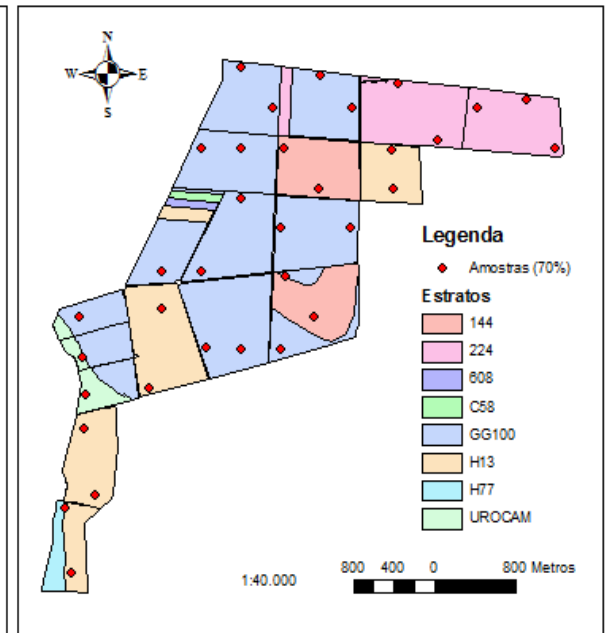 N
W E
S
Legenda
Amostras (70%)
Estratos
144
224
608
C58
GG100
H13
H77
UROCAM
1:40.000
800 400 0 800 Metros